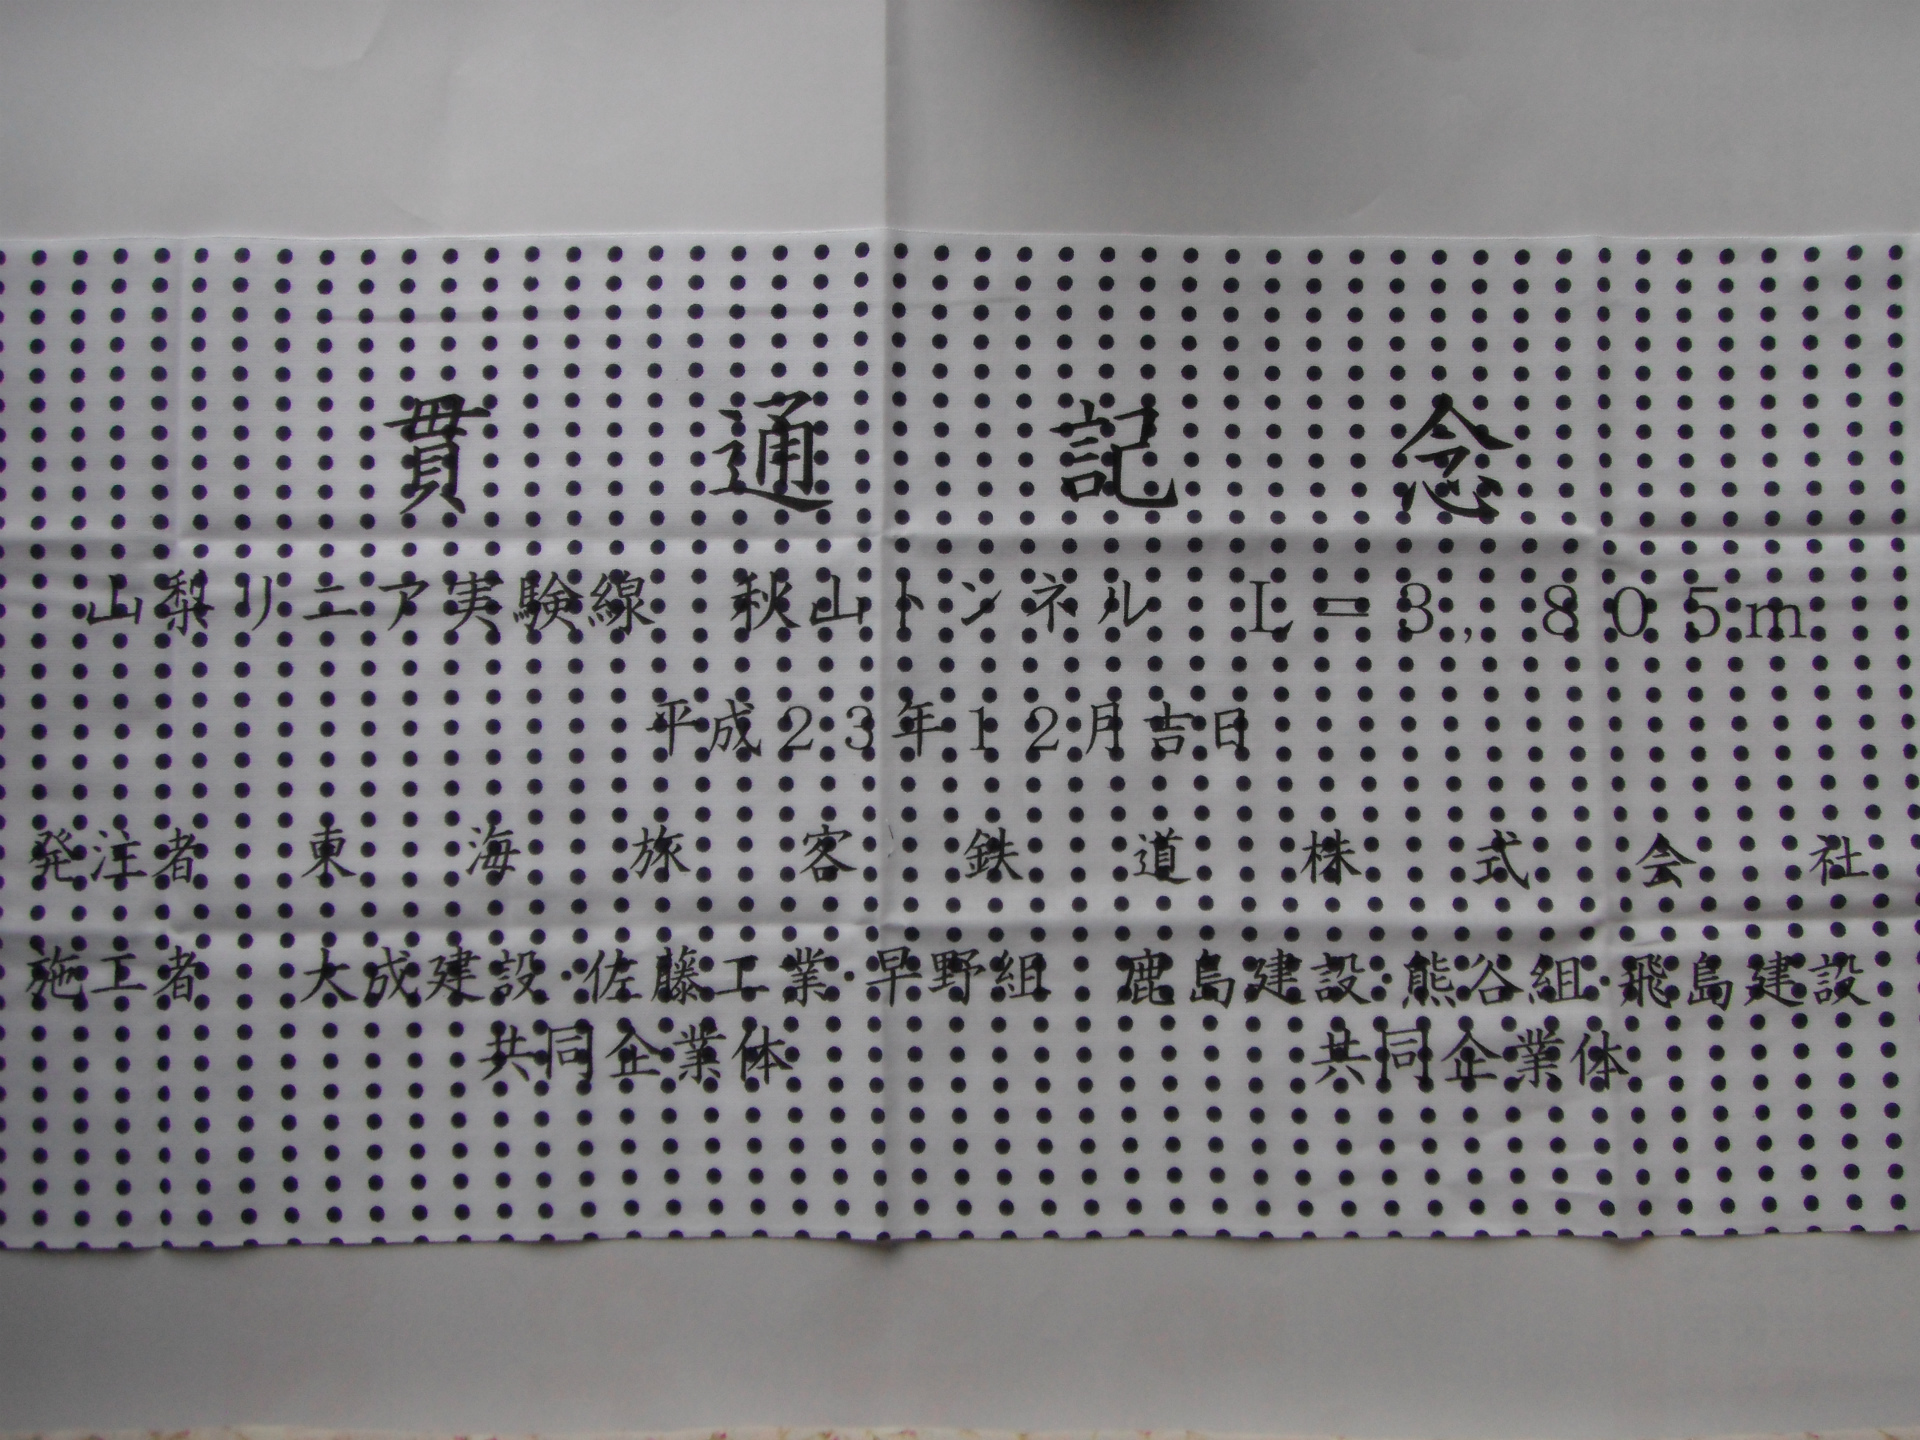 貫通記念
山梨リニア実験線　秋山トンネル　L＝3，805m
平成23年12月吉日
発注者　東海旅客鉄道株式会社
施工者　大成建設・佐藤工業・早野組　鹿島建設・熊谷組・飛島建設
共同企業体　共同企業体